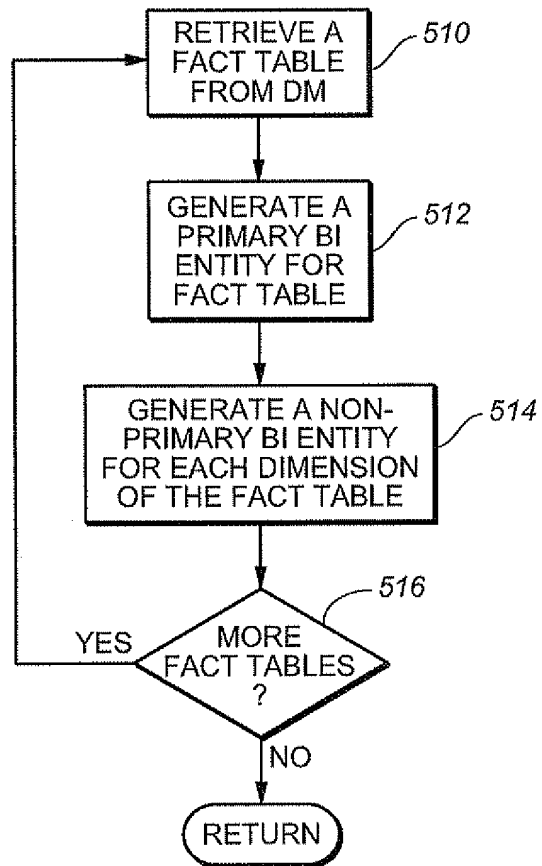 RETRIEVE A
FACT TABLE
FROM DM
510
GENERATE A
PRIMARY BI
ENTITY FOR
FACT TABLE
512
GENERATE A NON-
PRIMARY BI ENTITY
FOR EACH DIMENSION
OF THE FACT TABLE
514
516
YES
MORE
FACT TABLES
?
NO
RETURN